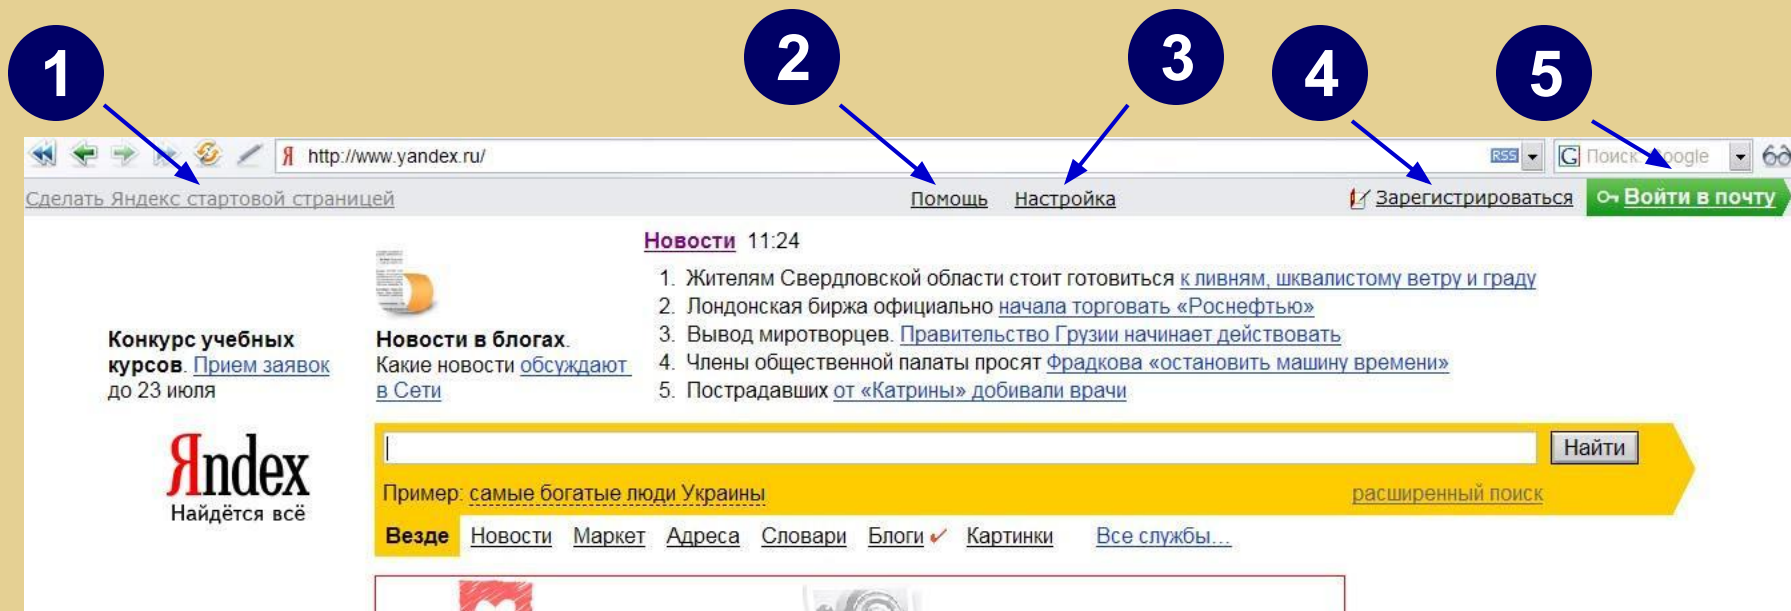 1
2
3
4
5
Я http://www.yandex.ru/ RSS G Поиск Google
Сделать Яндекс стартовой страницей Помощь Настройка Зарегистрироваться Войти в почту
Новости 11:24
1. Жителям Свердловской области стоит готовиться к ливням, шквалистому ветру и граду
2. Лондонская биржа официально начала торговать «Роснефтью»
3. Вывод миротворцев. Правительство Грузии начинает действовать
4. Члены общественной палаты просят Фрадкова «остановить машину времени»
5. Пострадавших от «Катрины» добивали врачи
Конкурс учебных
курсов. Прием заявок
до 23 июля
Новости в блогах.
Какие новости обсуждают
в Сети
Яndex
Найдётся всё
Найти
Пример: самые богатые люди Украины расширенный поиск
Везде Новости Маркет Адреса Словари Блоги Картинки Все службы...